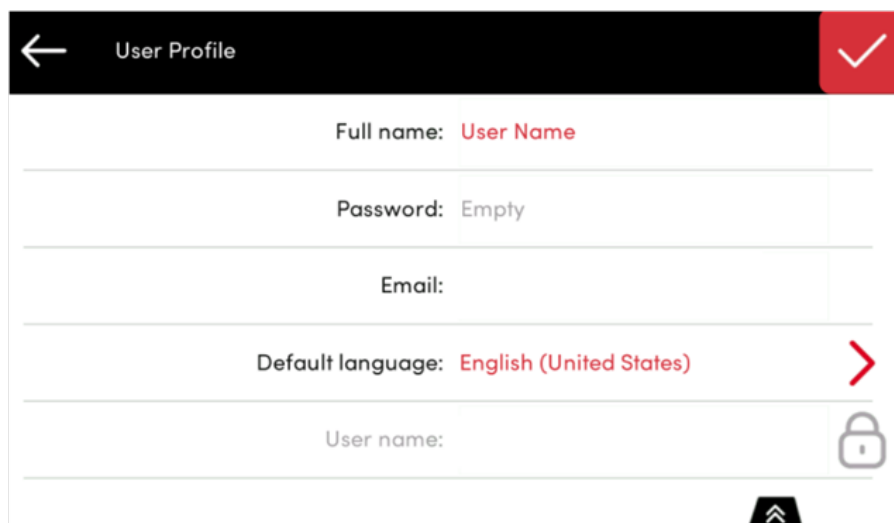 User Profile
Full name: User Name
Password: Empty
Email:
Default language: English (United States)
User name: